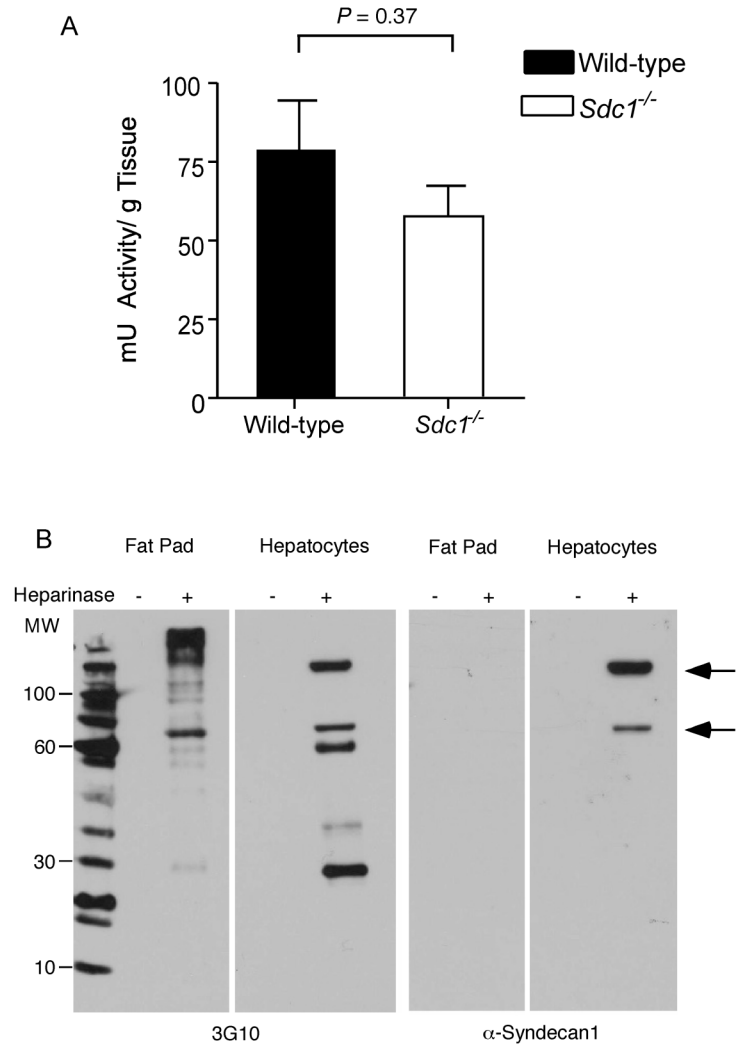 A
P = 0.37
Wild-type
Sdc1-/-
100
75
50
25
0
mU Activity/ g Tissue
Wild-type
Sdc1-/-
B
Fat Pad
Hepatocytes
Fat Pad
Hepatocytes
Heparinase - + - + - + - +
MW
100
60
30
10
3G10
α-Syndecan1